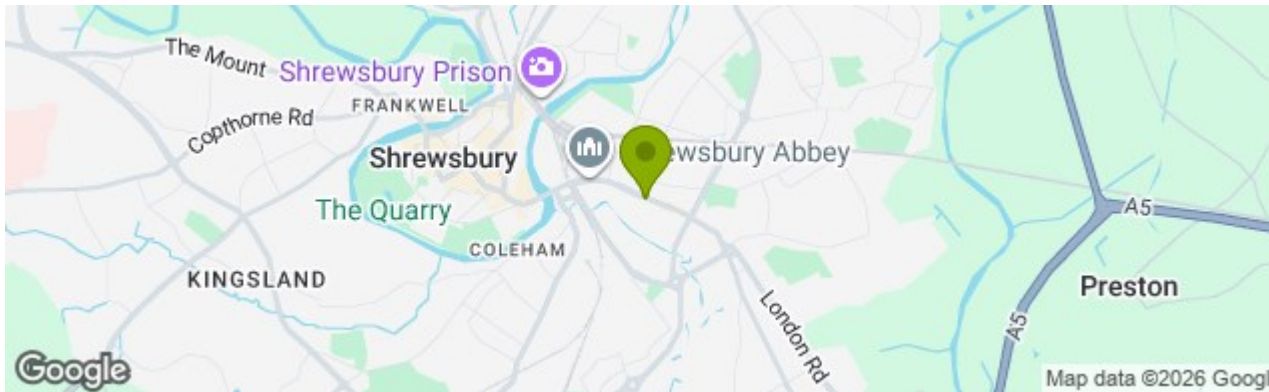 The Mount
Shrewsbury Prison
FRANKWELL
Copthorne Rd
Shrewsbury
ewsbury Abbey
The Quarry
A5
COLEHAM
KINGSLAND
Preston
London Rd
A5
Google
Map data ©2026 Googl